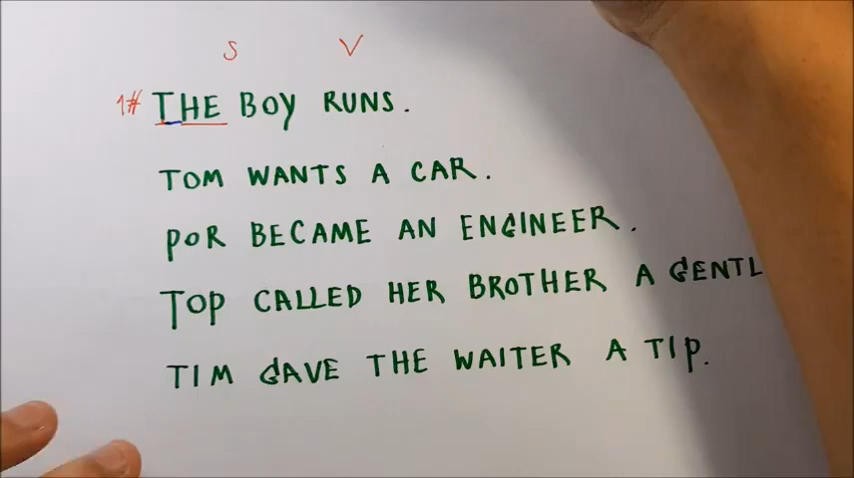 S V
1# THE BOY RUNS.
TOM WANTS A CAR.
POR BECAME AN ENGINEER.
TOP CALLED HER BROTHER A GENTL
TIM GAVE THE WAITER A TIP.